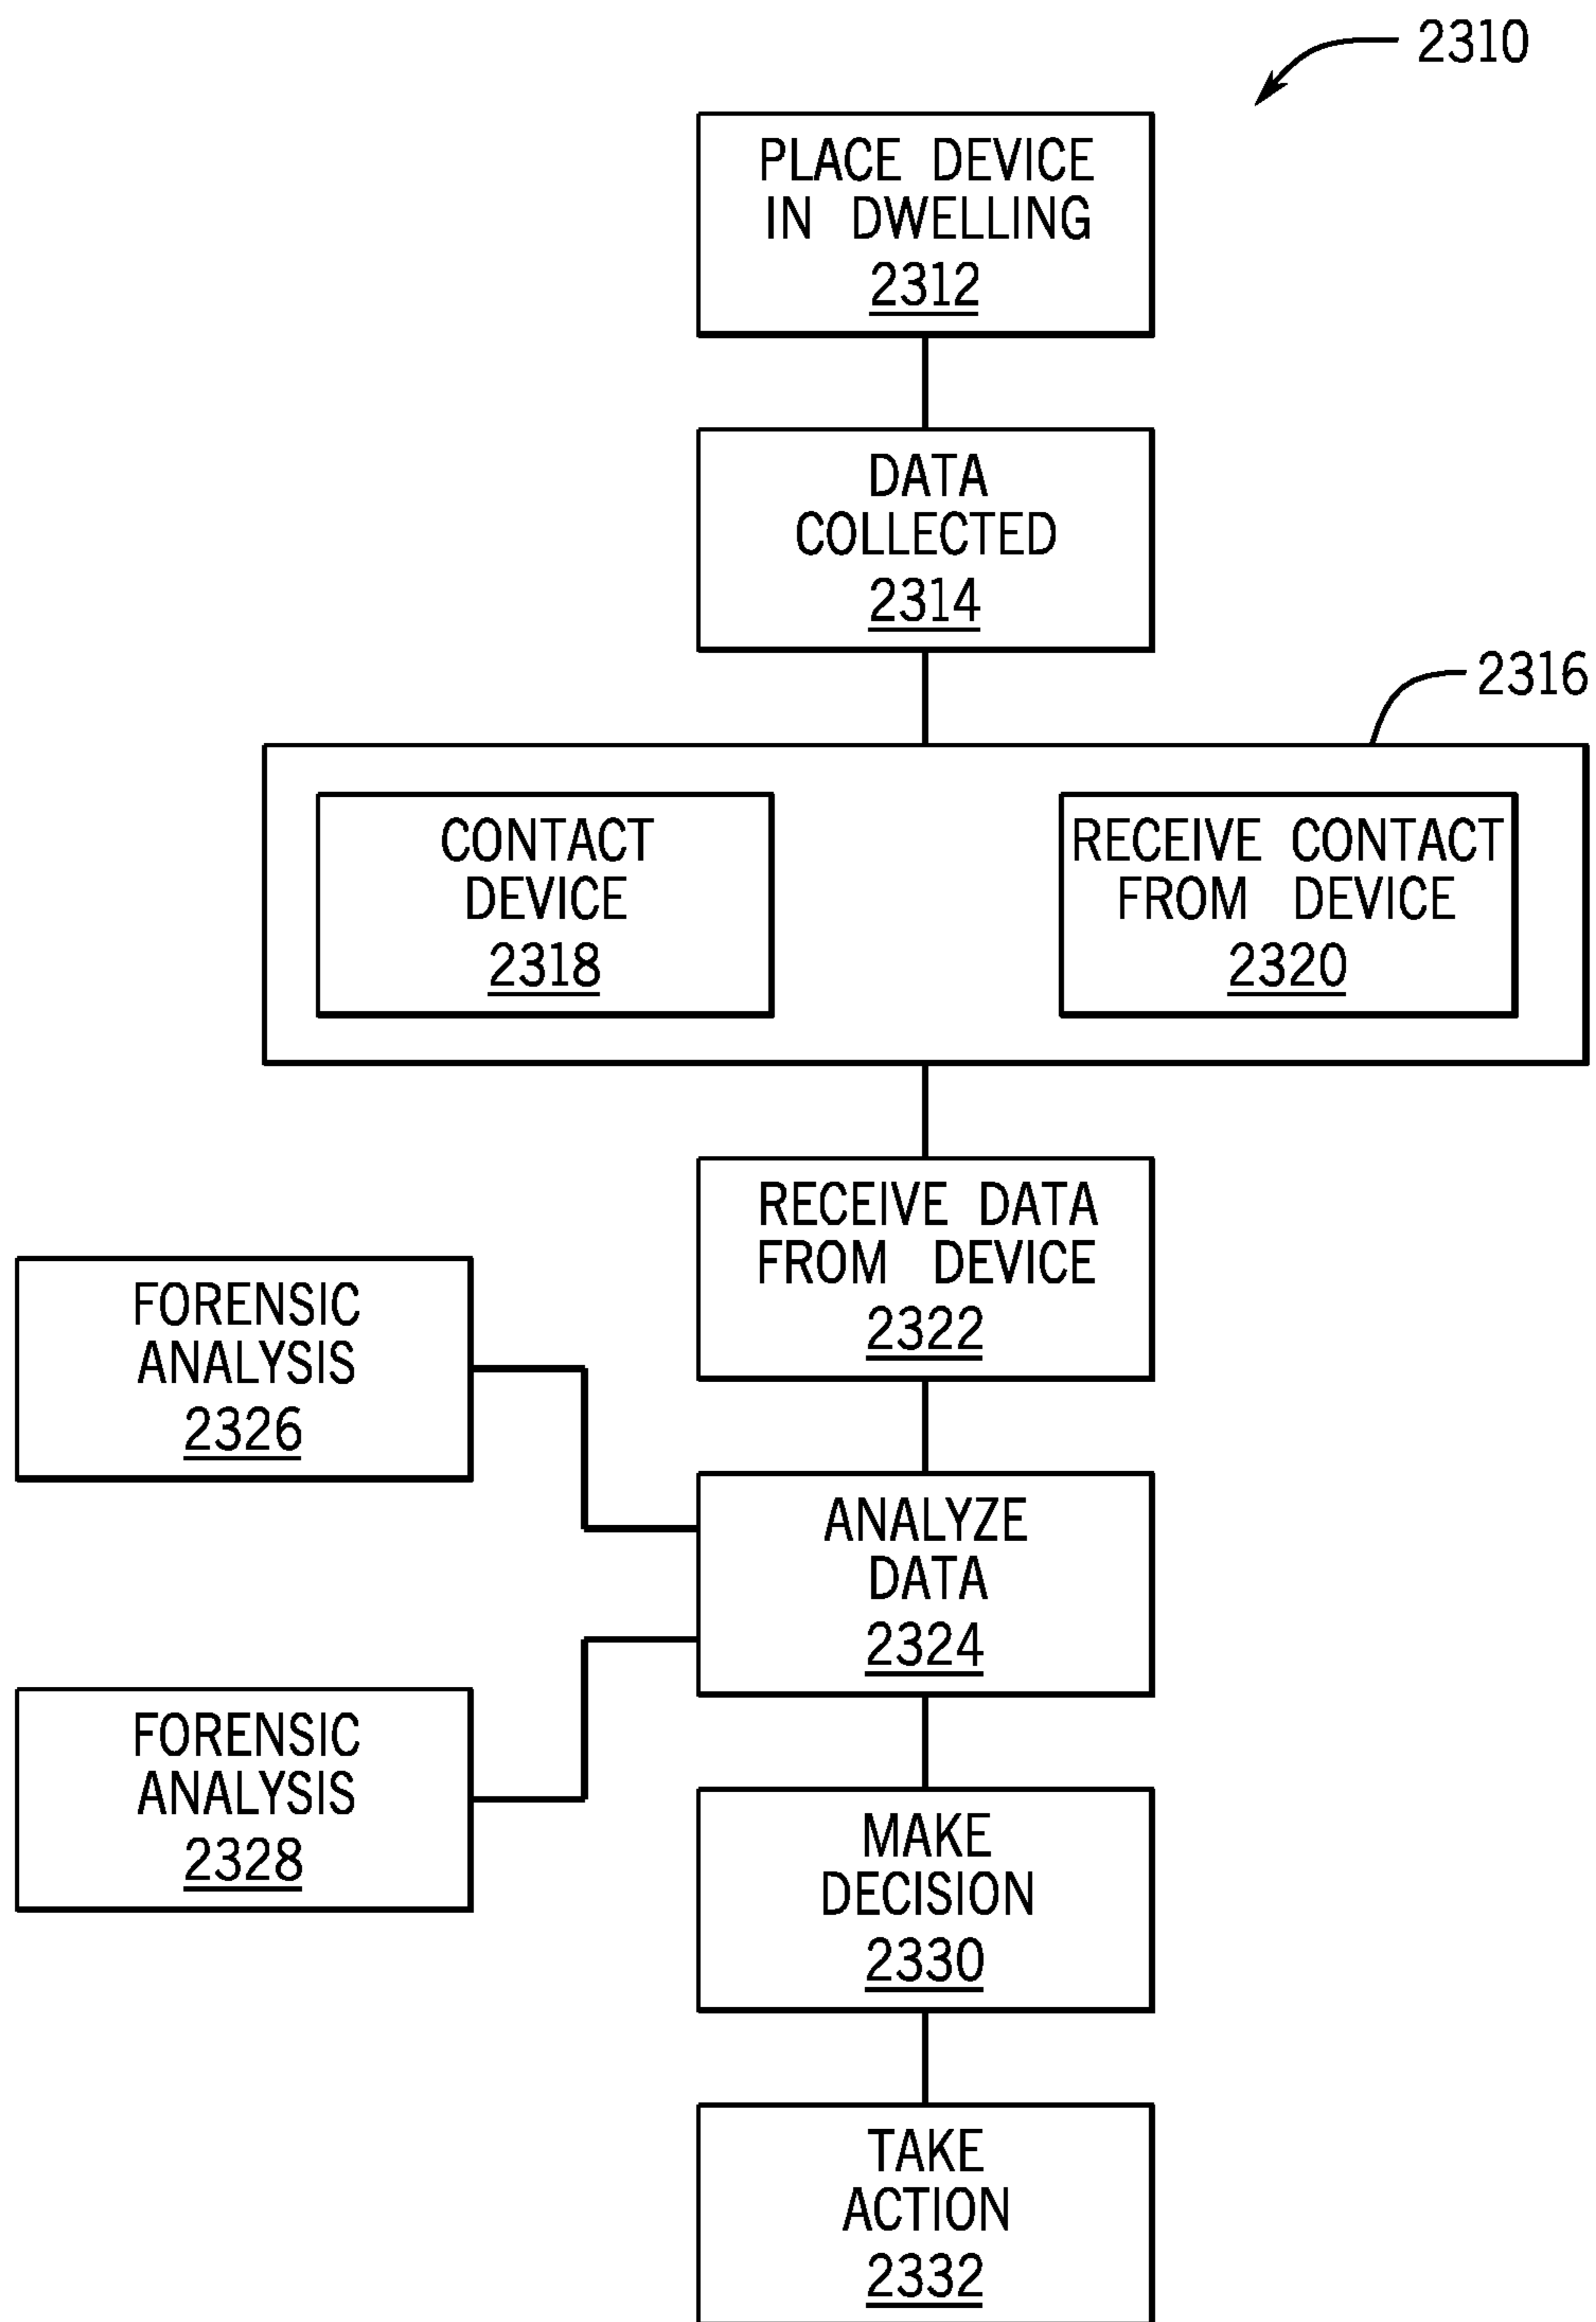 2310
PLACE DEVICE
IN DWELLING
2312
DATA
COLLECTED
2314
2316
CONTACT
DEVICE
2318
RECEIVE CONTACT
FROM DEVICE
2320
RECEIVE DATA
FROM DEVICE
2322
FORENSIC
ANALYSIS
2326
ANALYZE
DATA
2324
FORENSIC
ANALYSIS
2328
MAKE
DECISION
2330
TAKE
ACTION
2332